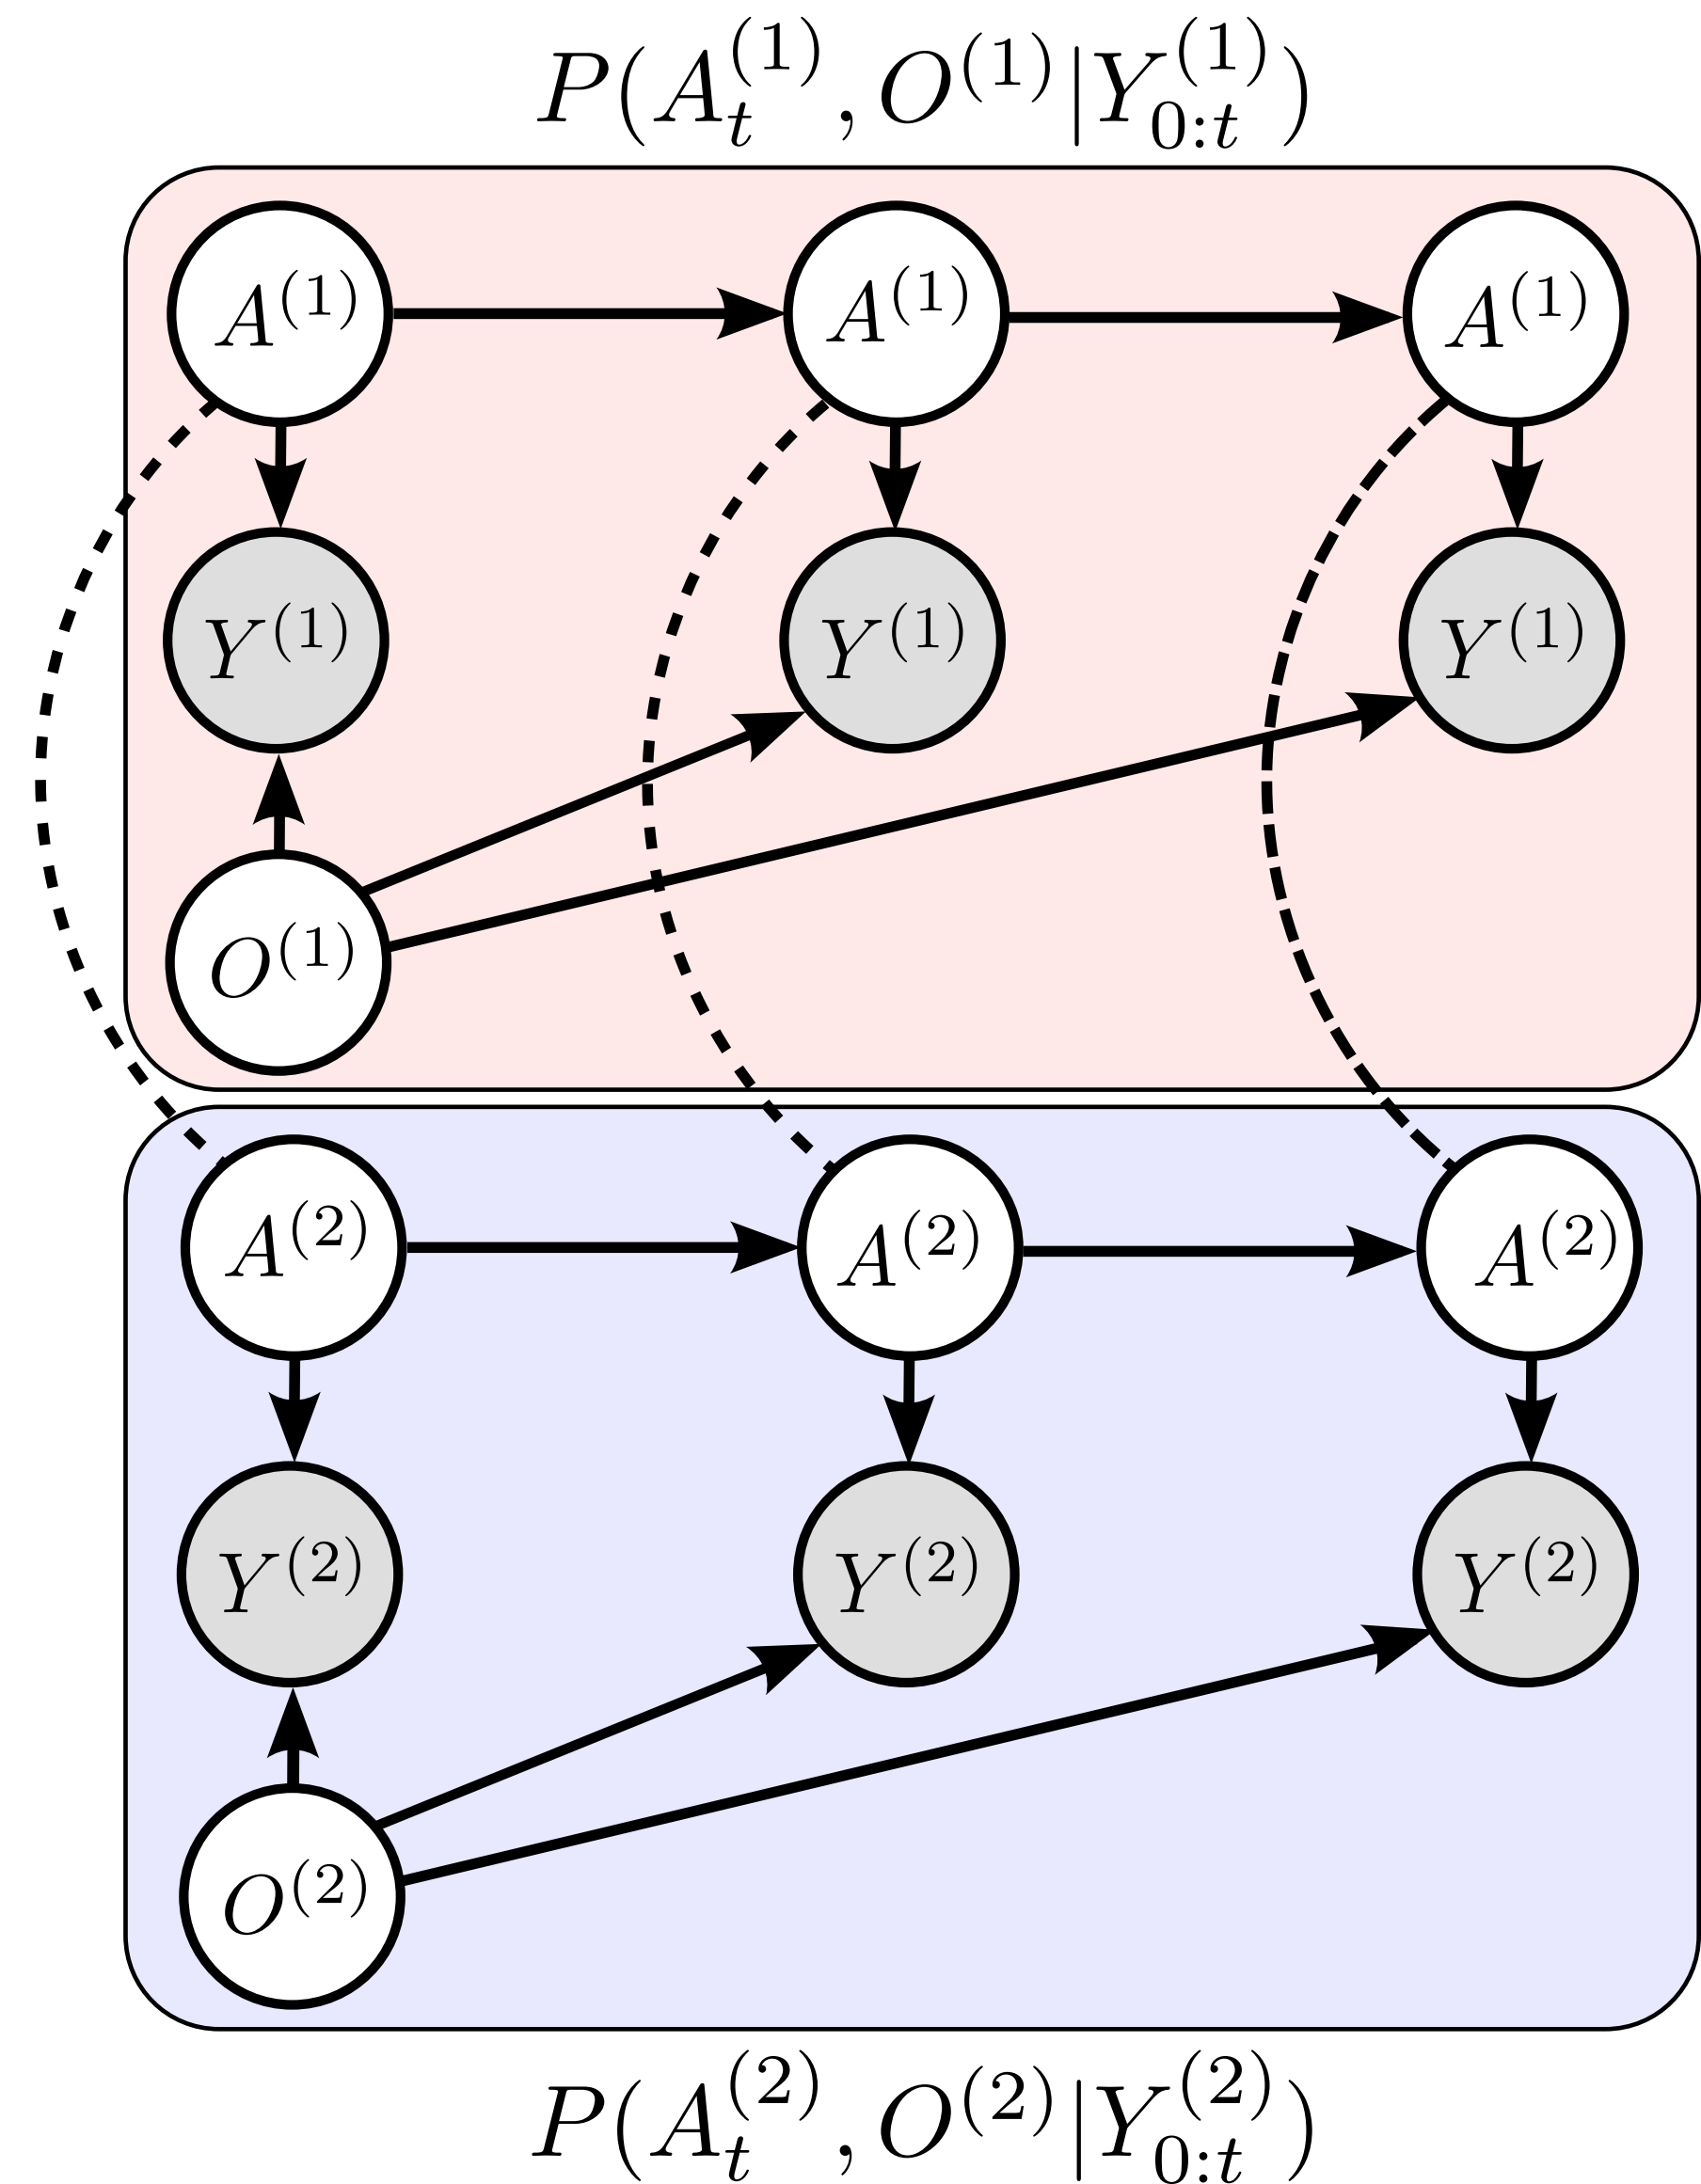 P(A_t^{(1)}, O^{(1)}|Y_{0:t}^{(1)})
A^{(1)} A^{(1)} A^{(1)}
Y^{(1)} Y^{(1)} Y^{(1)}
O^{(1)}
A^{(2)} A^{(2)} A^{(2)}
Y^{(2)} Y^{(2)} Y^{(2)}
O^{(2)}
P(A_t^{(2)}, O^{(2)}|Y_{0:t}^{(2)})